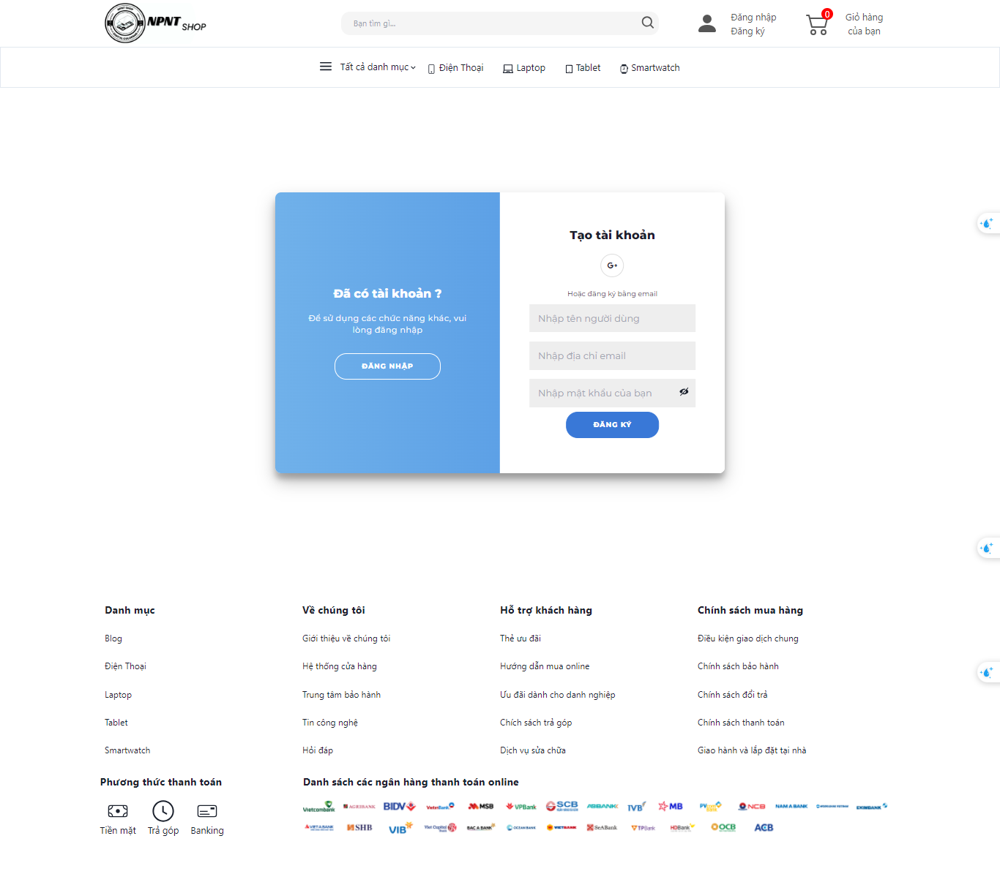 NPNT SHOP
NPNT SHOP
Bạn tìm gì...
Đăng nhập
Đăng ký
0
Giỏ hàng
của bạn
Tất cả danh mục
Điện Thoại
Laptop
Tablet
Smartwatch
Đã có tài khoản ?
Để sử dụng các chức năng khác, vui
lòng đăng nhập
ĐĂNG NHẬP
Tạo tài khoản
G+
Hoặc đăng ký bằng email
Nhập tên người dùng
Nhập địa chỉ email
Nhập mật khẩu của bạn
ĐĂNG KÝ
Danh mục
Blog
Điện Thoại
Laptop
Tablet
Smartwatch
Về chúng tôi
Giới thiệu về chúng tôi
Hệ thống cửa hàng
Trung tâm bảo hành
Tin công nghệ
Hỏi đáp
Hỗ trợ khách hàng
Thẻ ưu đãi
Hướng dẫn mua online
Ưu đãi dành cho danh nghiệp
Chích sách trả góp
Dịch vụ sửa chữa
Chính sách mua hàng
Điều kiện giao dịch chung
Chính sách bảo hành
Chính sách đổi trả
Chính sách thanh toán
Giao hành và lắp đặt tại nhà
Phương thức thanh toán
Tiền mặt
Trả góp
Banking
Danh sách các ngân hàng thanh toán online
Vietcombank AGRIBANK BIDV VietinBank MSB VPBank SCB ABBANK IVB MB PVcomBank NCB NAM A BANK EXIMBANK
VIETABANK SHB VIB Viet Capital Bank BAC A BANK OCEAN BANK VIETBANK SeABank TPBank HDBank OCB ACB